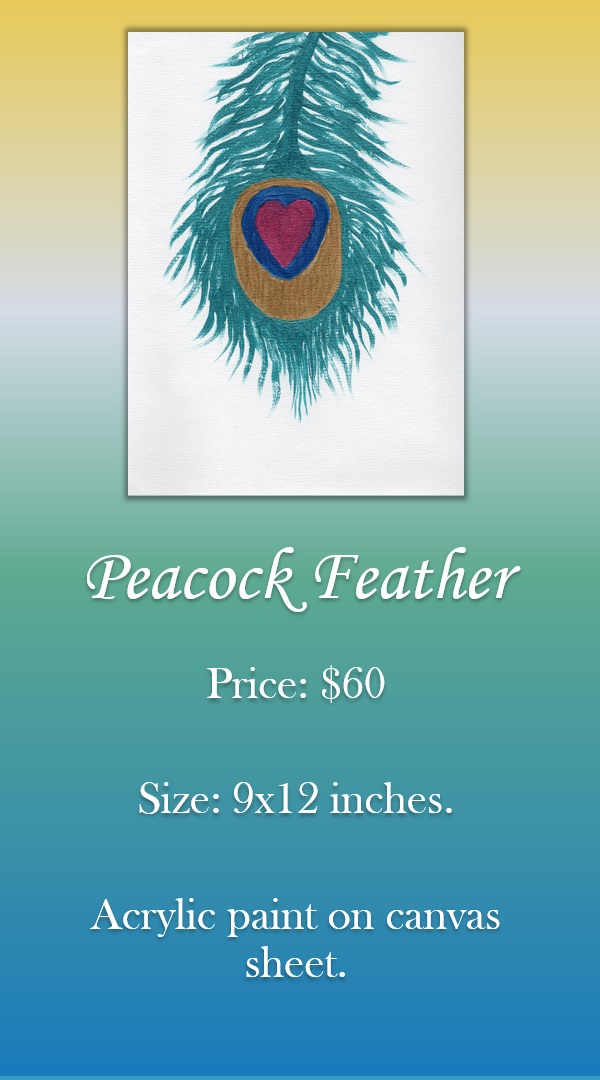 Peacock Feather
Price: $60
Size: 9x12 inches.
Acrylic paint on canvas
sheet.